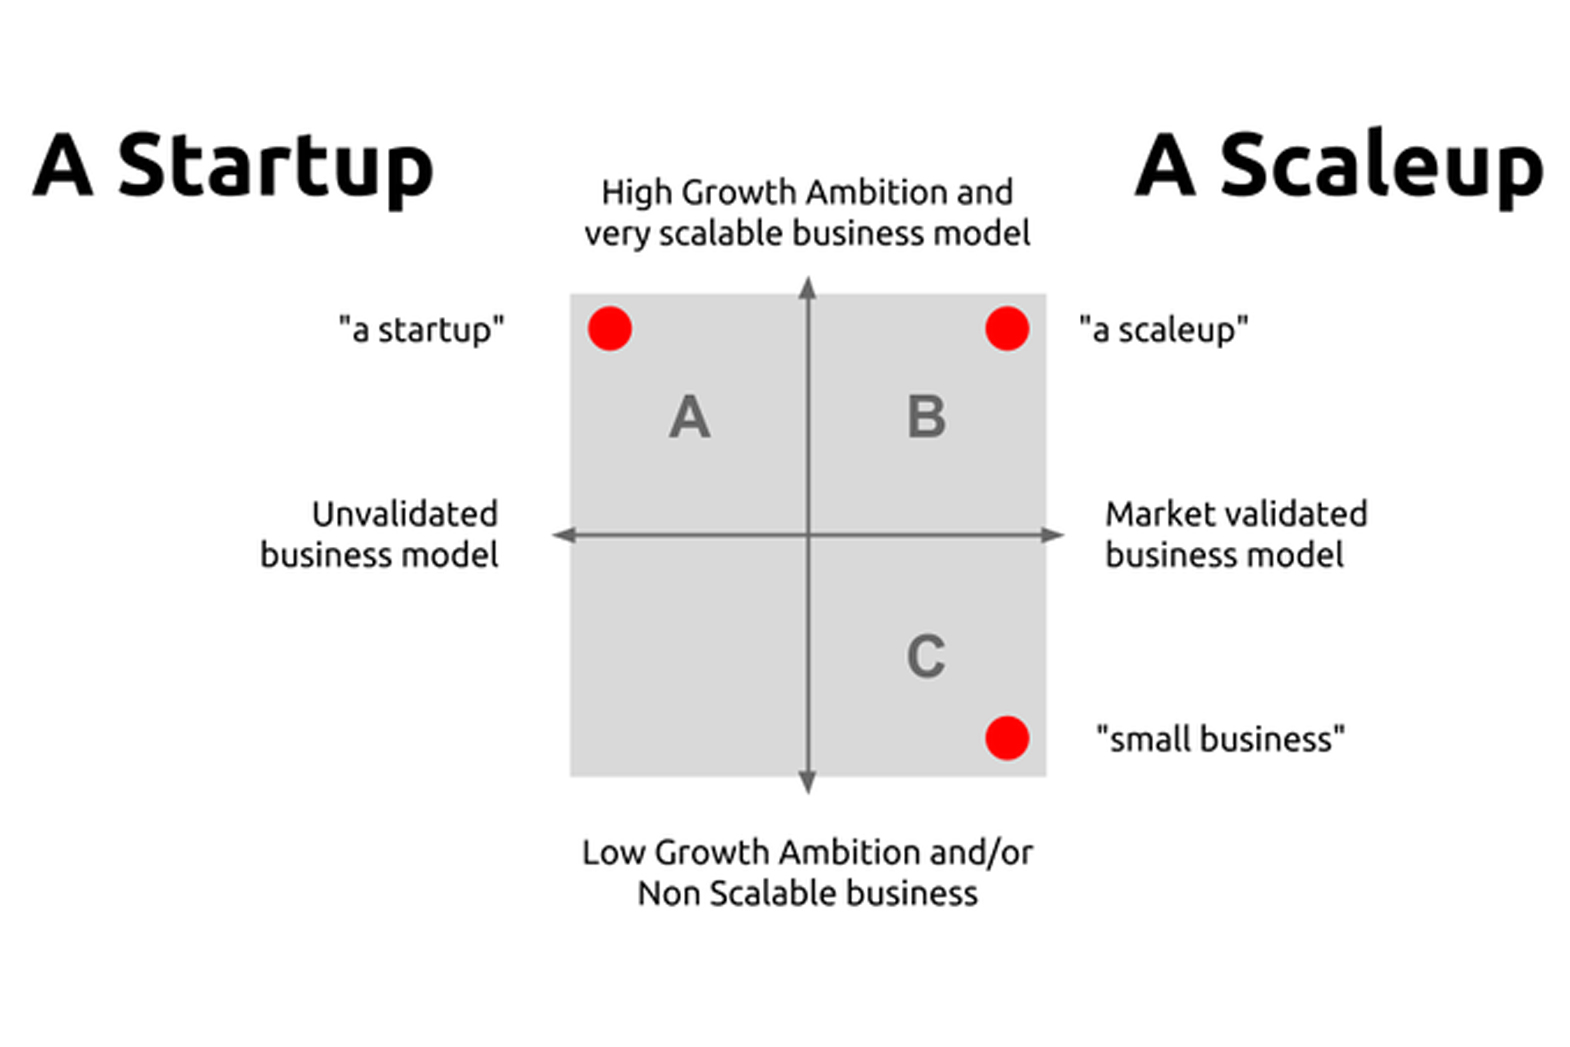 A Startup
A Scaleup
High Growth Ambition and
very scalable business model
"a startup"
"a scaleup"
A
B
Unvalidated
business model
Market validated
business model
C
"small business"
Low Growth Ambition and/or
Non Scalable business